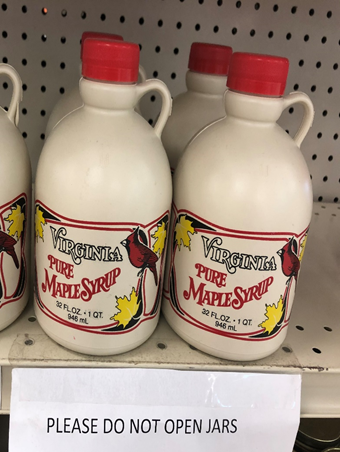 VIRGINIA
PURE
MAPLE SYRUP
32 FL.OZ. • 1 QT.
946 mL
VIRGINIA
PURE
MAPLE SYRUP
32 FL.OZ. • 1 QT.
946 mL
PLEASE DO NOT OPEN JARS